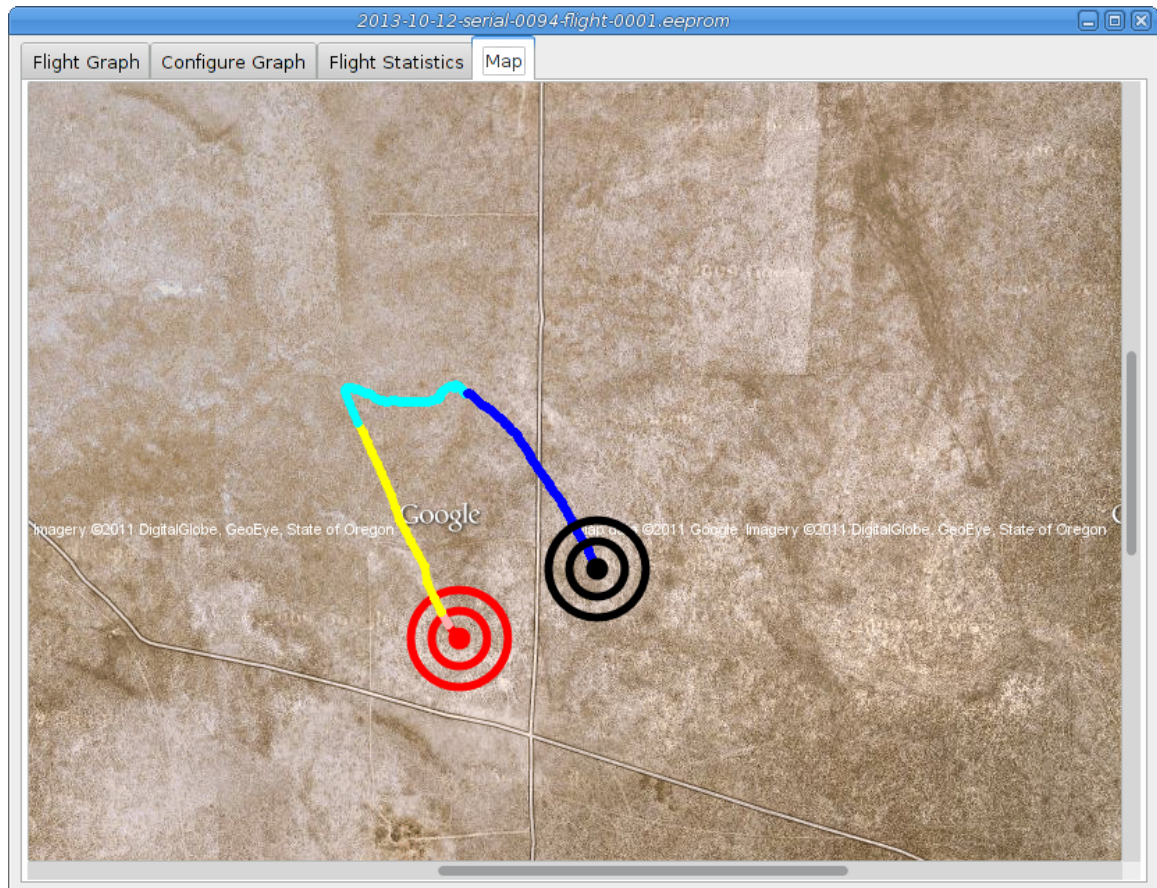 2013-10-12-serial-0094-flight-0001.eeprom
Flight Graph
Configure Graph
Flight Statistics
Map
Google
Imagery ©2011 DigitalGlobe, GeoEye, State of Oregon
©2011 Google Imagery ©2011 DigitalGlobe, GeoEye, State of Oregon